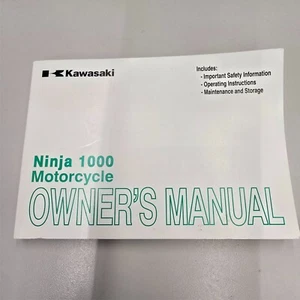 Kawasaki
Includes:
- Important Safety Information
- Operating Instructions
- Maintenance and Storage
Ninja 1000
Motorcycle
OWNER'S MANUAL